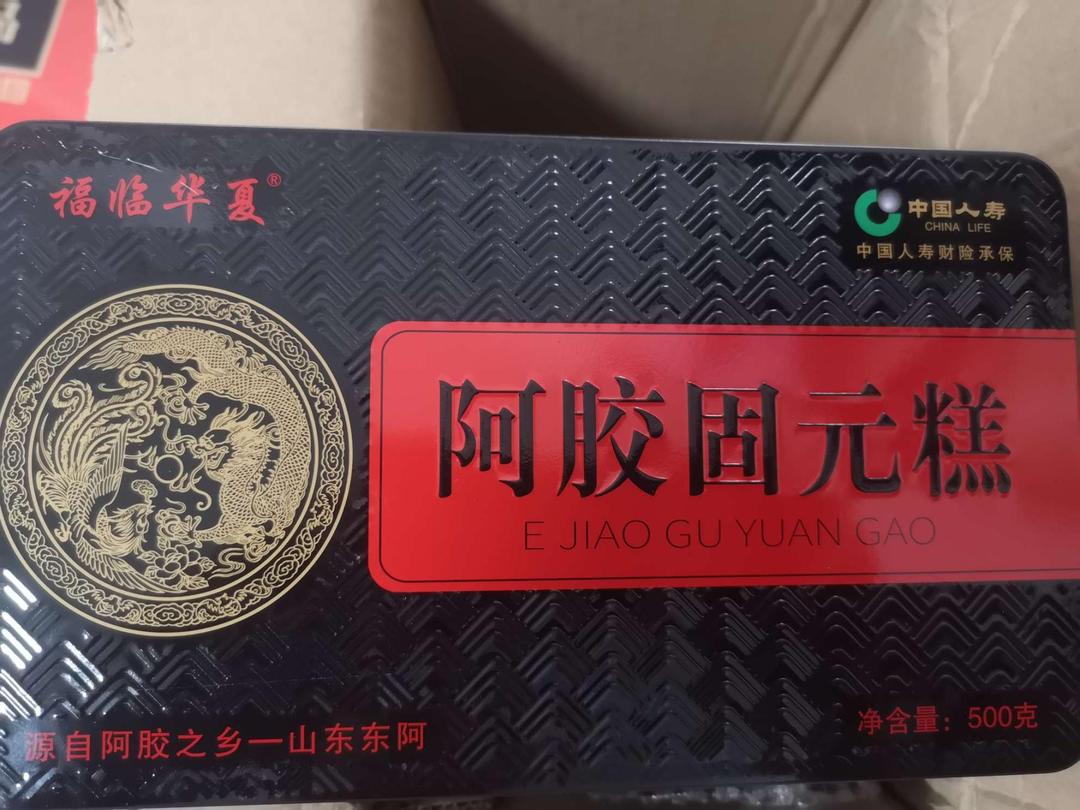 福临华夏®
中国人寿
CHINA LIFE
中国人寿财险承保
阿胶固元糕
E JIAO GU YUAN GAO
源自阿胶之乡—山东东阿
净含量：500克